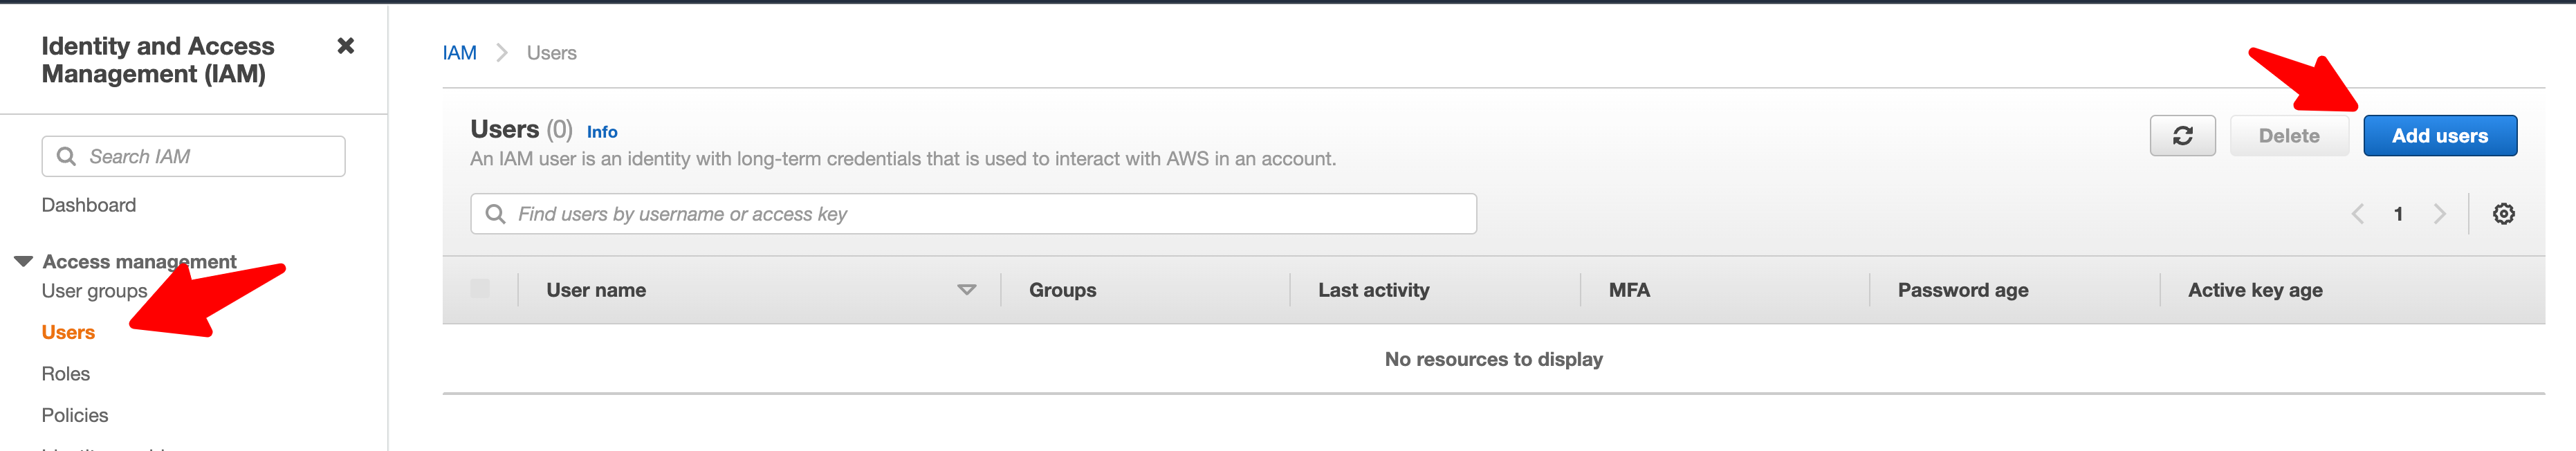 Identity and Access
Management (IAM)
Search IAM
Dashboard
Access management
User groups
Users
Roles
Policies
IAM > Users
Users (0) Info
An IAM user is an identity with long-term credentials that is used to interact with AWS in an account.
Delete
Add users
Find users by username or access key
1
User name Groups Last activity MFA Password age Active key age
No resources to display